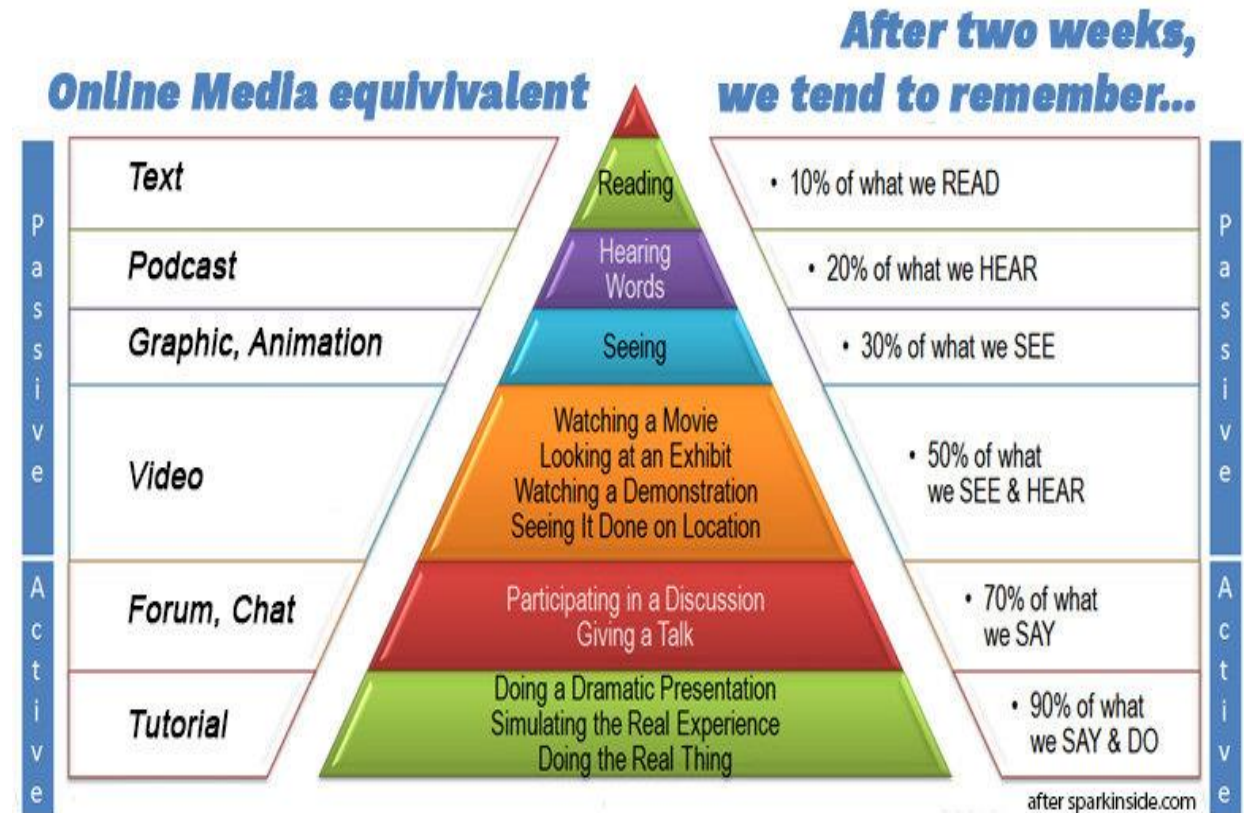 Online Media equivivalent
After two weeks,
we tend to remember...
Passive
Active
Text
Podcast
Graphic, Animation
Video
Forum, Chat
Tutorial
Reading
Hearing
Words
Seeing
Watching a Movie
Looking at an Exhibit
Watching a Demonstration
Seeing It Done on Location
Participating in a Discussion
Giving a Talk
Doing a Dramatic Presentation
Simulating the Real Experience
Doing the Real Thing
• 10% of what we READ
• 20% of what we HEAR
• 30% of what we SEE
• 50% of what
we SEE & HEAR
• 70% of what
we SAY
• 90% of what
we SAY & DO
Passive
Active
after sparkinside.com